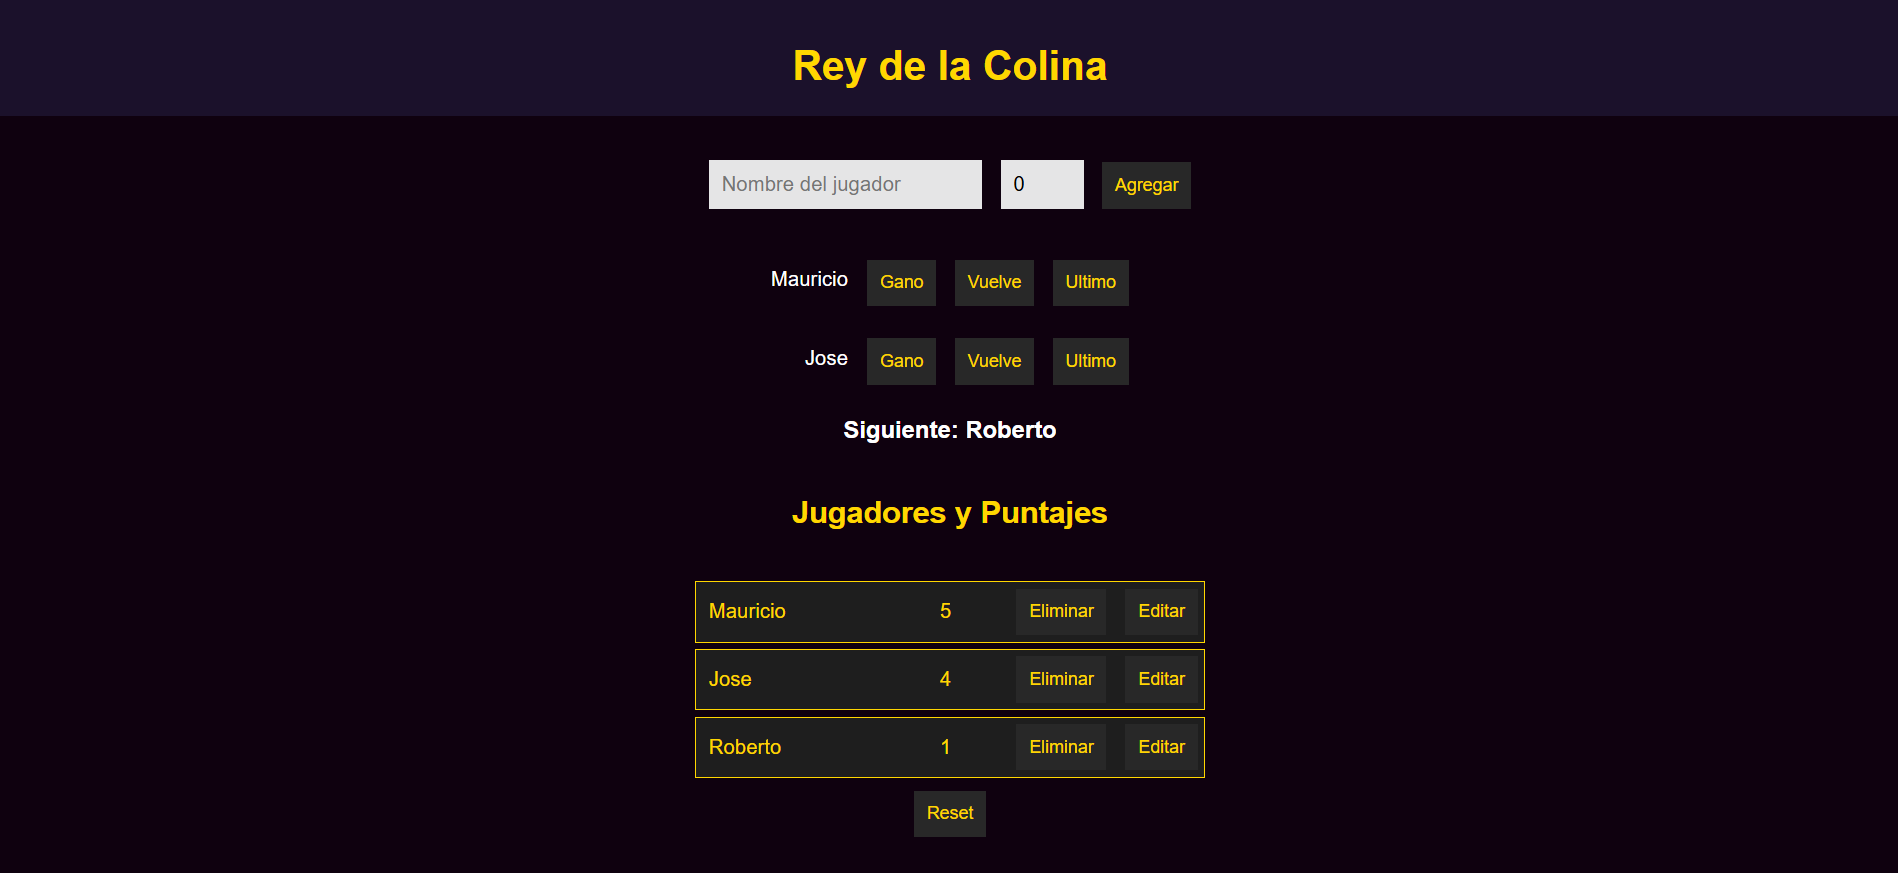 Rey de la Colina
Nombre del jugador 0 Agregar
Mauricio Gano Vuelve Ultimo
Jose Gano Vuelve Ultimo
Siguiente: Roberto
Jugadores y Puntajes
Mauricio 5 Eliminar Editar
Jose 4 Eliminar Editar
Roberto 1 Eliminar Editar
Reset